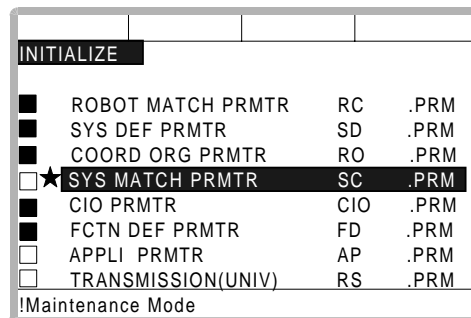 INITIALIZE
ROBOT MATCH PRMTR RC .PRM
SYS DEF PRMTR SD .PRM
COORD ORG PRMTR RO .PRM
SYS MATCH PRMTR SC .PRM
CIO PRMTR CIO .PRM
FCTN DEF PRMTR FD .PRM
APPLI PRMTR AP .PRM
TRANSMISSION(UNIV) RS .PRM
!Maintenance Mode